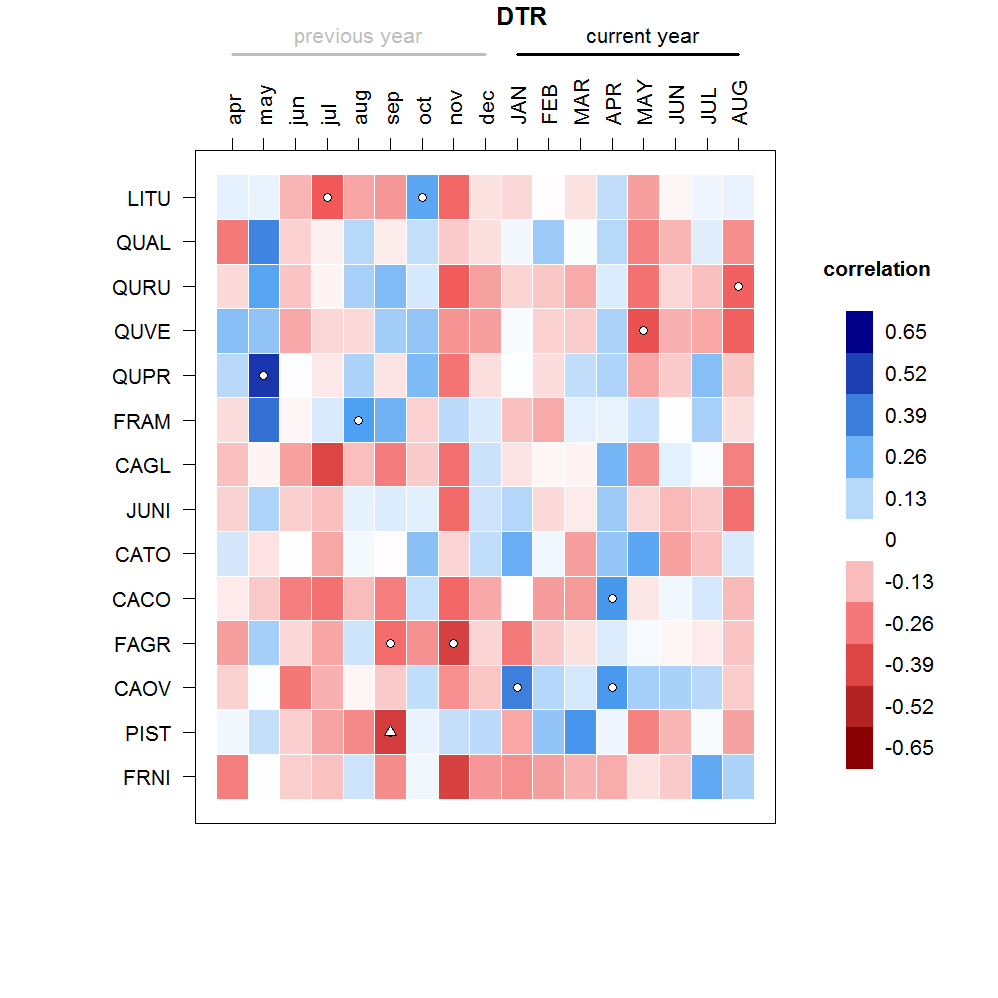 DTR
previous year current year
apr may jun jul aug sep oct nov dec JAN FEB MAR APR MAY JUN JUL AUG
LITU
QUAL
QURU
QUVE
QUPR
FRAM
CAGL
JUNI
CATO
CACO
FAGR
CAOV
PIST
FRNI
correlation
0.65
0.52
0.39
0.26
0.13
0
-0.13
-0.26
-0.39
-0.52
-0.65